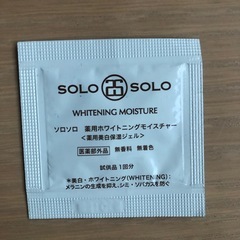 SOLO SOLO
WHITENING MOISTURE
ソロソロ 薬用ホワイトニングモイスチャー
<薬用美白保湿ジェル>
医薬部外品 無香料 無着色
試供品 1回分
*美白・ホワイトニング(WHITENING):
メラニンの生成を抑え、シミ・ソバカスを防ぐ